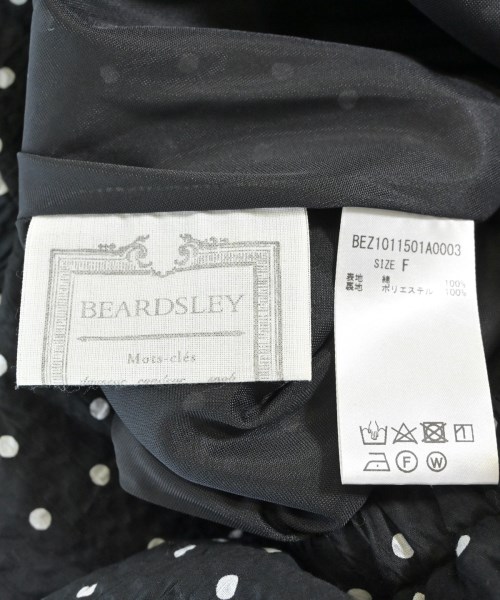 BEARDSLEY
Mots-clés
BEZ1011501A0003
SIZE F
表地 綿 100%
裏地 ポリエステル 100%
F W